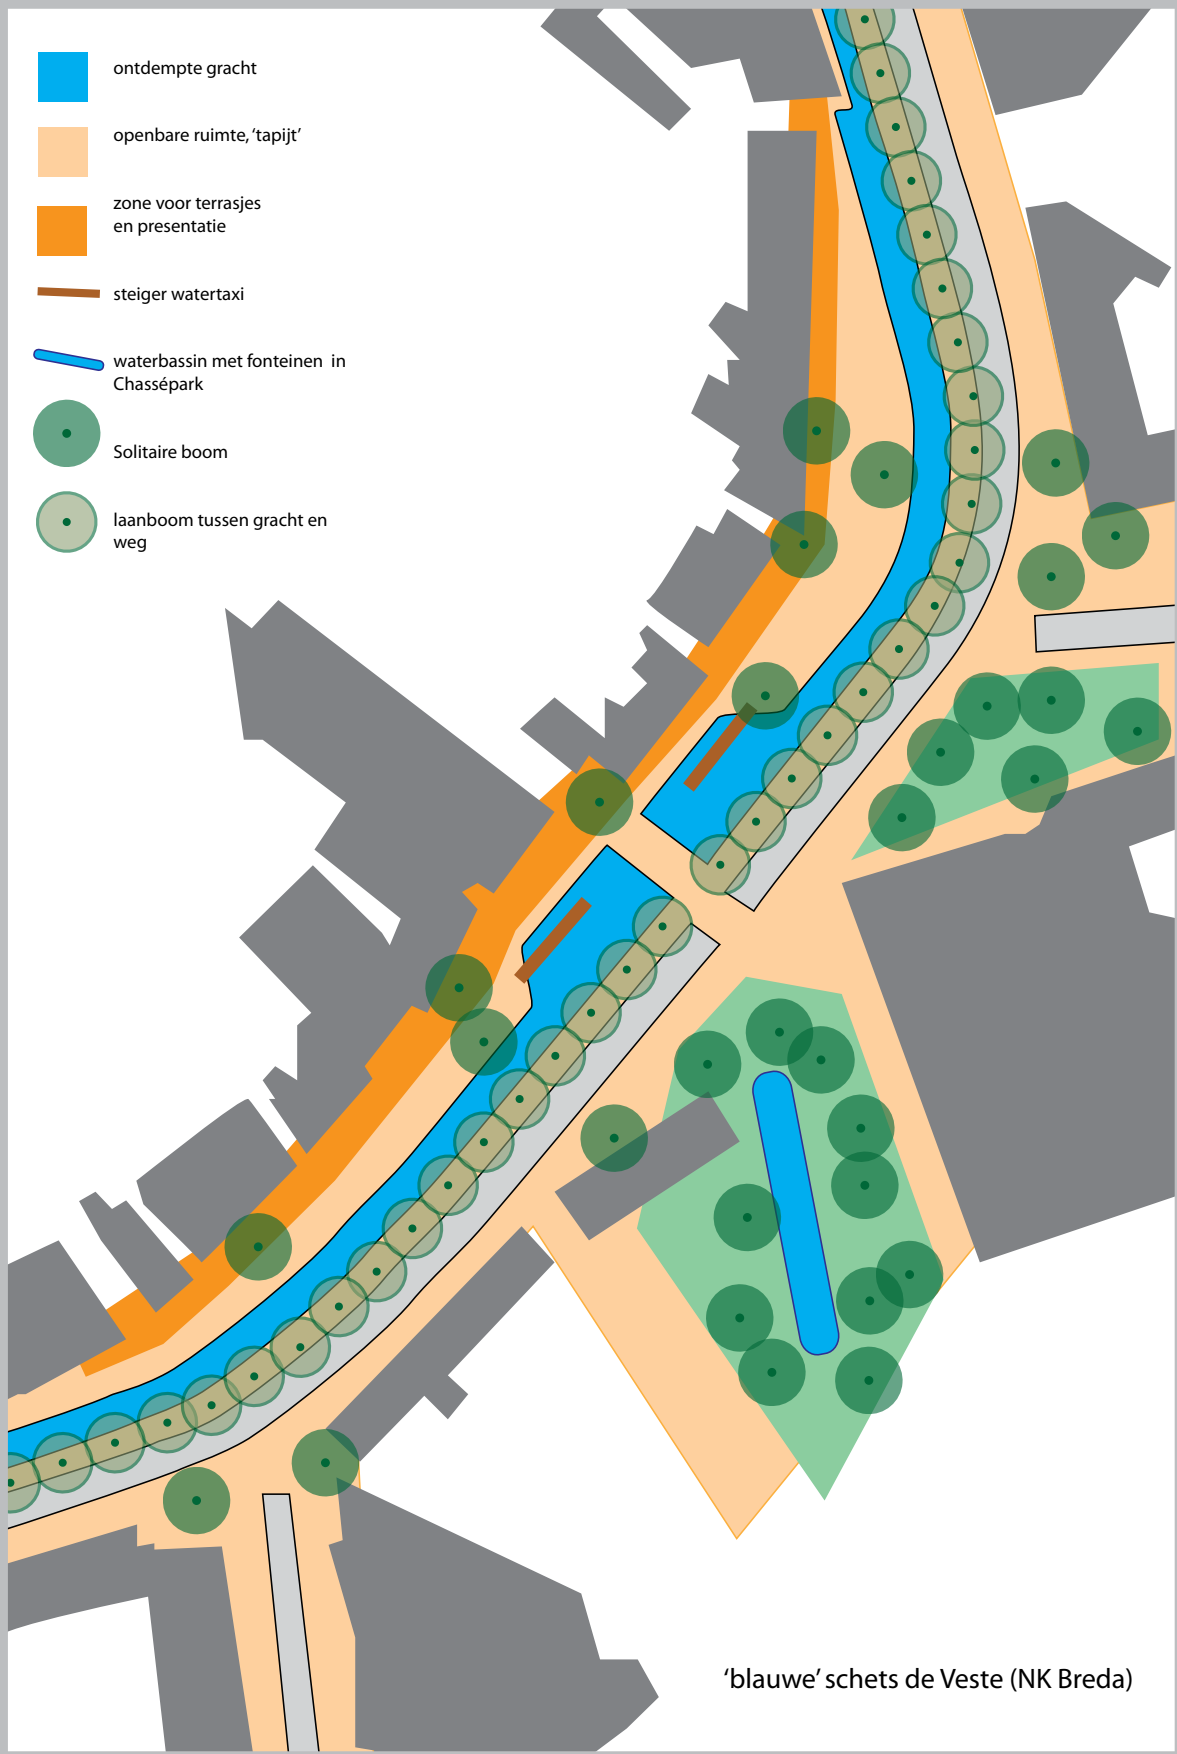 ontdempte gracht
openbare ruimte, ‘tapijt’
zone voor terrasjes
en presentatie
steiger watertaxi
waterbassin met fonteinen  in
Chassépark
Solitaire boom
laanboom tussen gracht en
weg
‘blauwe’ schets de Veste (NK Breda)